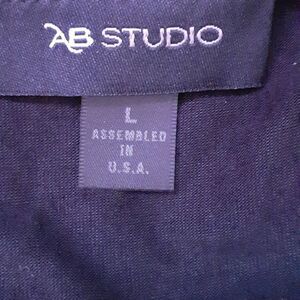 AB STUDIO
L
ASSEMBLED
IN
U.S.A.